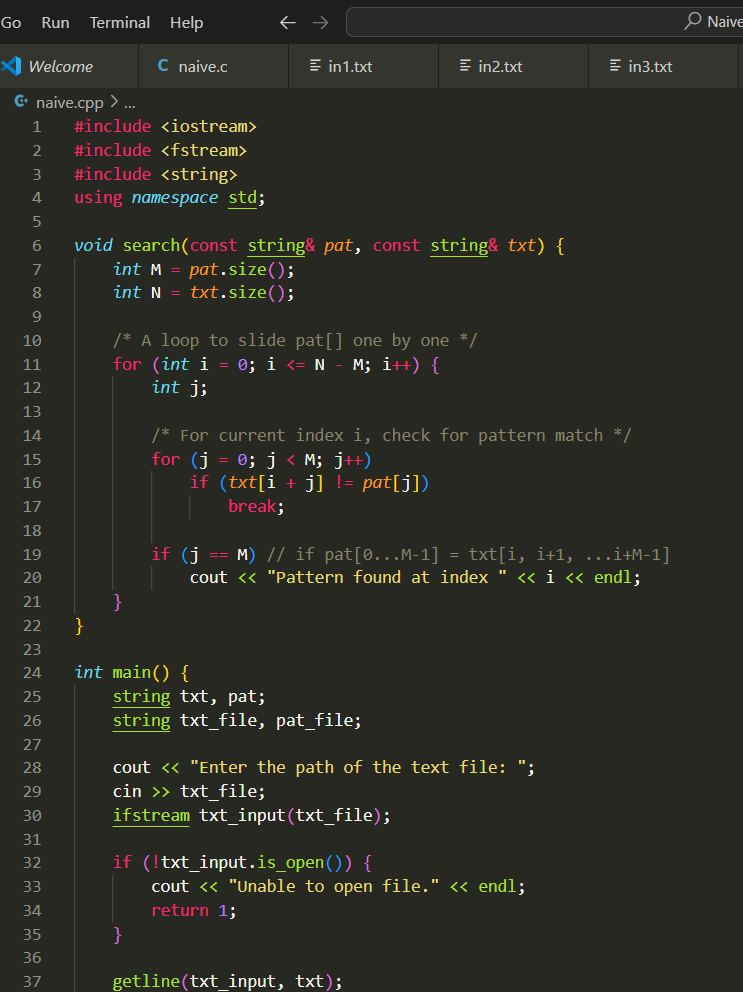 Go Run Terminal Help ← → Naive
Welcome C naive.c in1.txt in2.txt in3.txt
naive.cpp > ...
1 #include <iostream>
2 #include <fstream>
3 #include <string>
4 using namespace std;
5
6 void search(const string& pat, const string& txt) {
7     int M = pat.size();
8     int N = txt.size();
9
10     /* A loop to slide pat[] one by one */
11     for (int i = 0; i <= N - M; i++) {
12         int j;
13
14         /* For current index i, check for pattern match */
15         for (j = 0; j < M; j++)
16             if (txt[i + j] != pat[j])
17                 break;
18
19         if (j == M) // if pat[0...M-1] = txt[i, i+1, ...i+M-1]
20             cout << "Pattern found at index " << i << endl;
21     }
22 }
23
24 int main() {
25     string txt, pat;
26     string txt_file, pat_file;
27
28     cout << "Enter the path of the text file: ";
29     cin >> txt_file;
30     ifstream txt_input(txt_file);
31
32     if (!txt_input.is_open()) {
33         cout << "Unable to open file." << endl;
34         return 1;
35     }
36
37     getline(txt_input, txt);